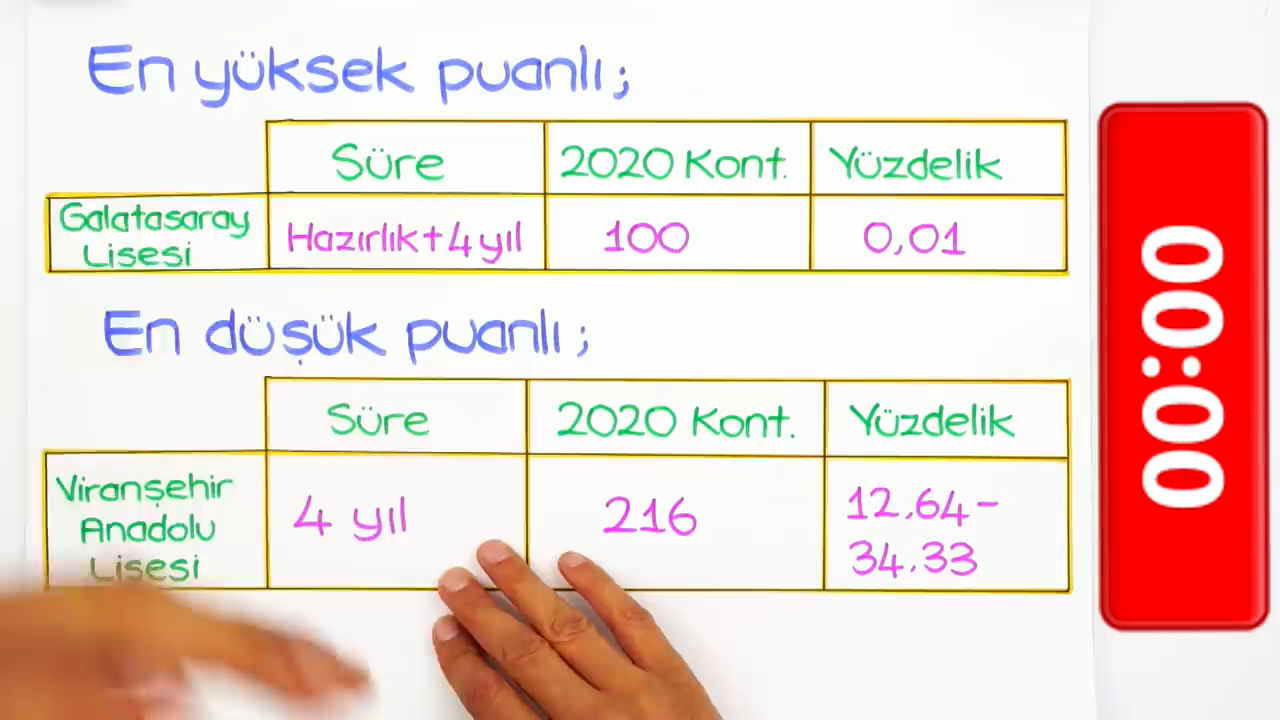 En yüksek puanlı;
Süre 2020 Kont. Yüzdelik
Galatasaray
Lisesi
Hazırlık+4 yıl 100 0,01
En düşük puanlı;
Süre 2020 Kont. Yüzdelik
Viranşehir
Anadolu
Lisesi
4 yıl 216 12,64-
34.33
00:00